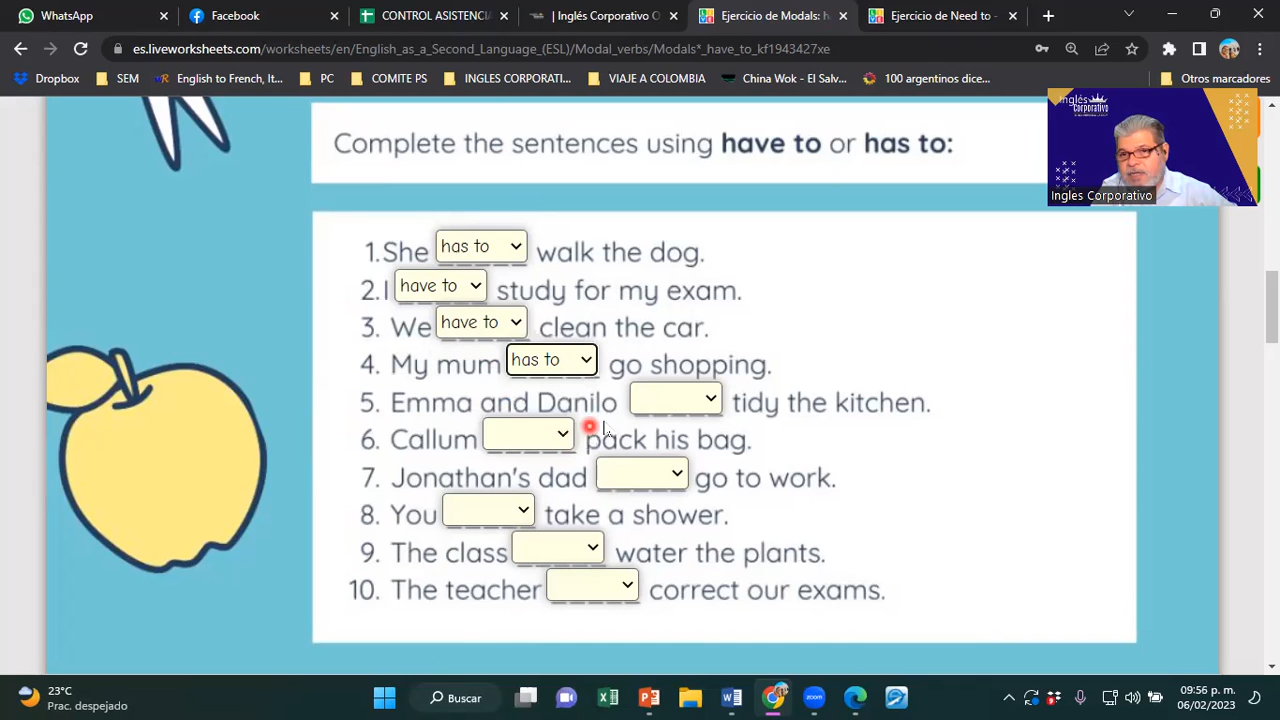 WhatsApp
Facebook
CONTROL ASISTENCIA
| Inglés Corporativo O
Ejercicio de Modals: h
Ejercicio de Need to -
es.liveworksheets.com/worksheets/en/English_as_a_Second_Language_(ESL)/Modal_verbs/Modals*_have_to_kf1943427xe
Dropbox
SEM
English to French, It...
PC
COMITE PS
INGLES CORPORATI...
VIAJE A COLOMBIA
China Wok - El Salv...
100 argentinos dice...
Otros marcadores
Complete the sentences using have to or has to:
inglés
Corporativo
Ingles Corporativo
1. She has to walk the dog.
2. I have to study for my exam.
3. We have to clean the car.
4. My mum has to go shopping.
5. Emma and Danilo tidy the kitchen.
6. Callum pack his bag.
7. Jonathan's dad go to work.
8. You take a shower.
9. The class water the plants.
10. The teacher correct our exams.
23°C
Prac. despejado
Buscar
09:56 p. m.
06/02/2023